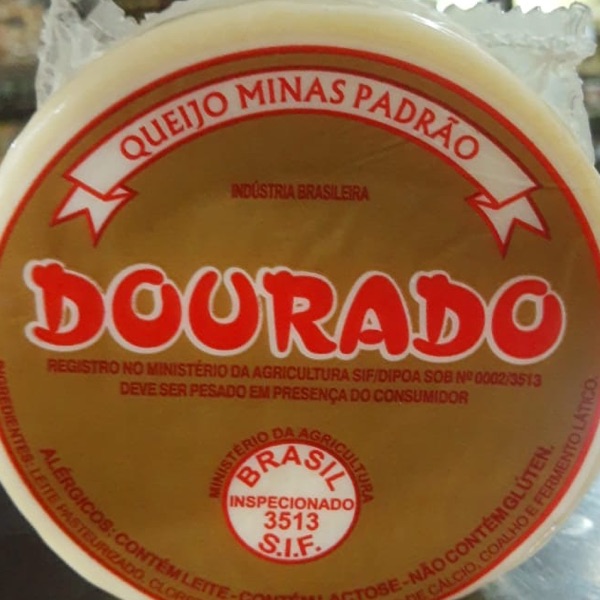 QUEIJO MINAS PADRÃO
INDÚSTRIA BRASILEIRA
DOURADO
REGISTRO NO MINISTÉRIO DA AGRICULTURA SIF/DIPOA SOB Nº 0002/3513
DEVE SER PESADO EM PRESENÇA DO CONSUMIDOR
MINISTÉRIO DA AGRICULTURA
BRASIL
INSPECIONADO
3513
S.I.F.
ALÉRGICOS: CONTÉM LEITE - CONTÉM LACTOSE - NÃO CONTÉM GLÚTEN.
INGREDIENTES: LEITE PASTEURIZADO, DE CÁLCIO, COALHO E FERMENTO LÁTICO.